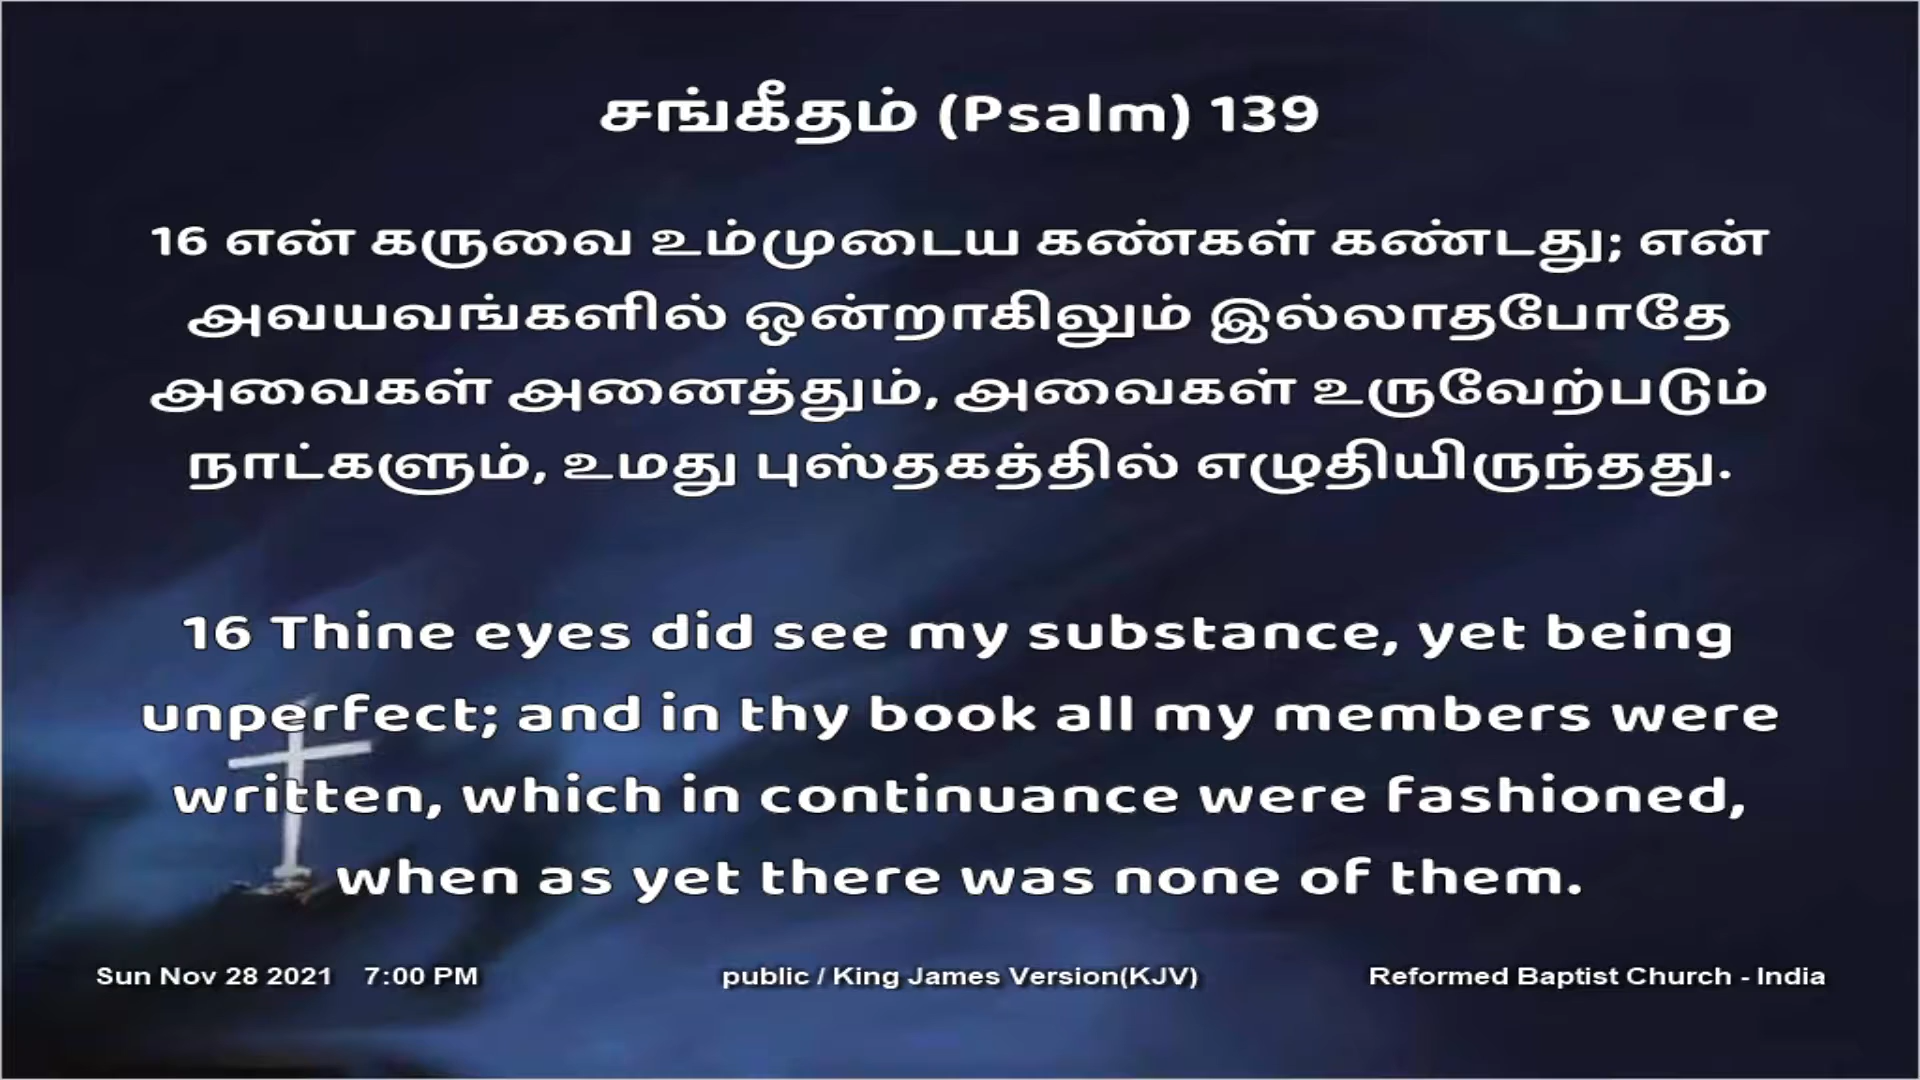 சங்கீதம் (Psalm) 139
16 என் கருவை உம்முடைய கண்கள் கண்டது; என்
அவயவங்களில் ஒன்றாகிலும் இல்லாதபோதே
அவைகள் அனைத்தும், அவைகள் உருவேற்படும்
நாட்களும், உமது புஸ்தகத்தில் எழுதியிருந்தது.
16 Thine eyes did see my substance, yet being
unperfect; and in thy book all my members were
written, which in continuance were fashioned,
when as yet there was none of them.
Sun Nov 28 2021 7:00 PM public / King James Version(KJV) Reformed Baptist Church - India